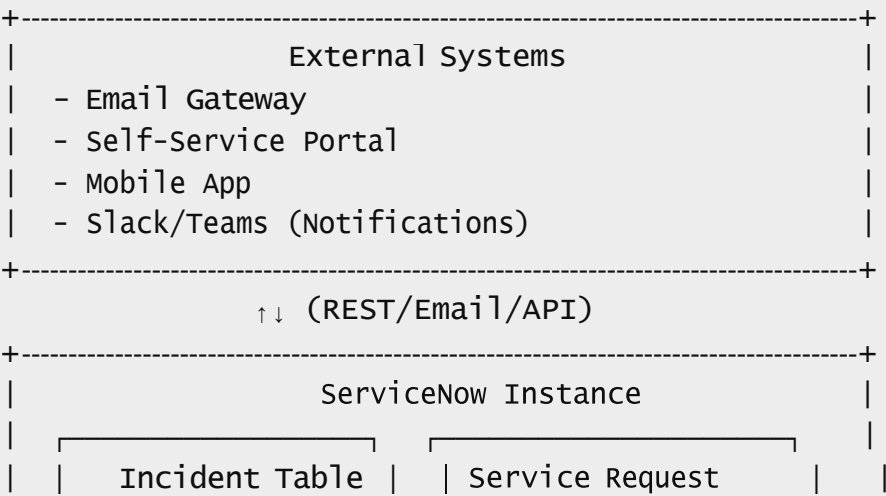 +------------------------------------------------------------------------------------+
| External Systems |
| - Email Gateway |
| - Self-Service Portal |
| - Mobile App |
| - Slack/Teams (Notifications) |
+------------------------------------------------------------------------------------+
↑↓ (REST/Email/API)
+------------------------------------------------------------------------------------+
| ServiceNow Instance |
| ┌────────────────────┐ ┌───────────────────────┐ |
| | Incident Table | | Service Request | |